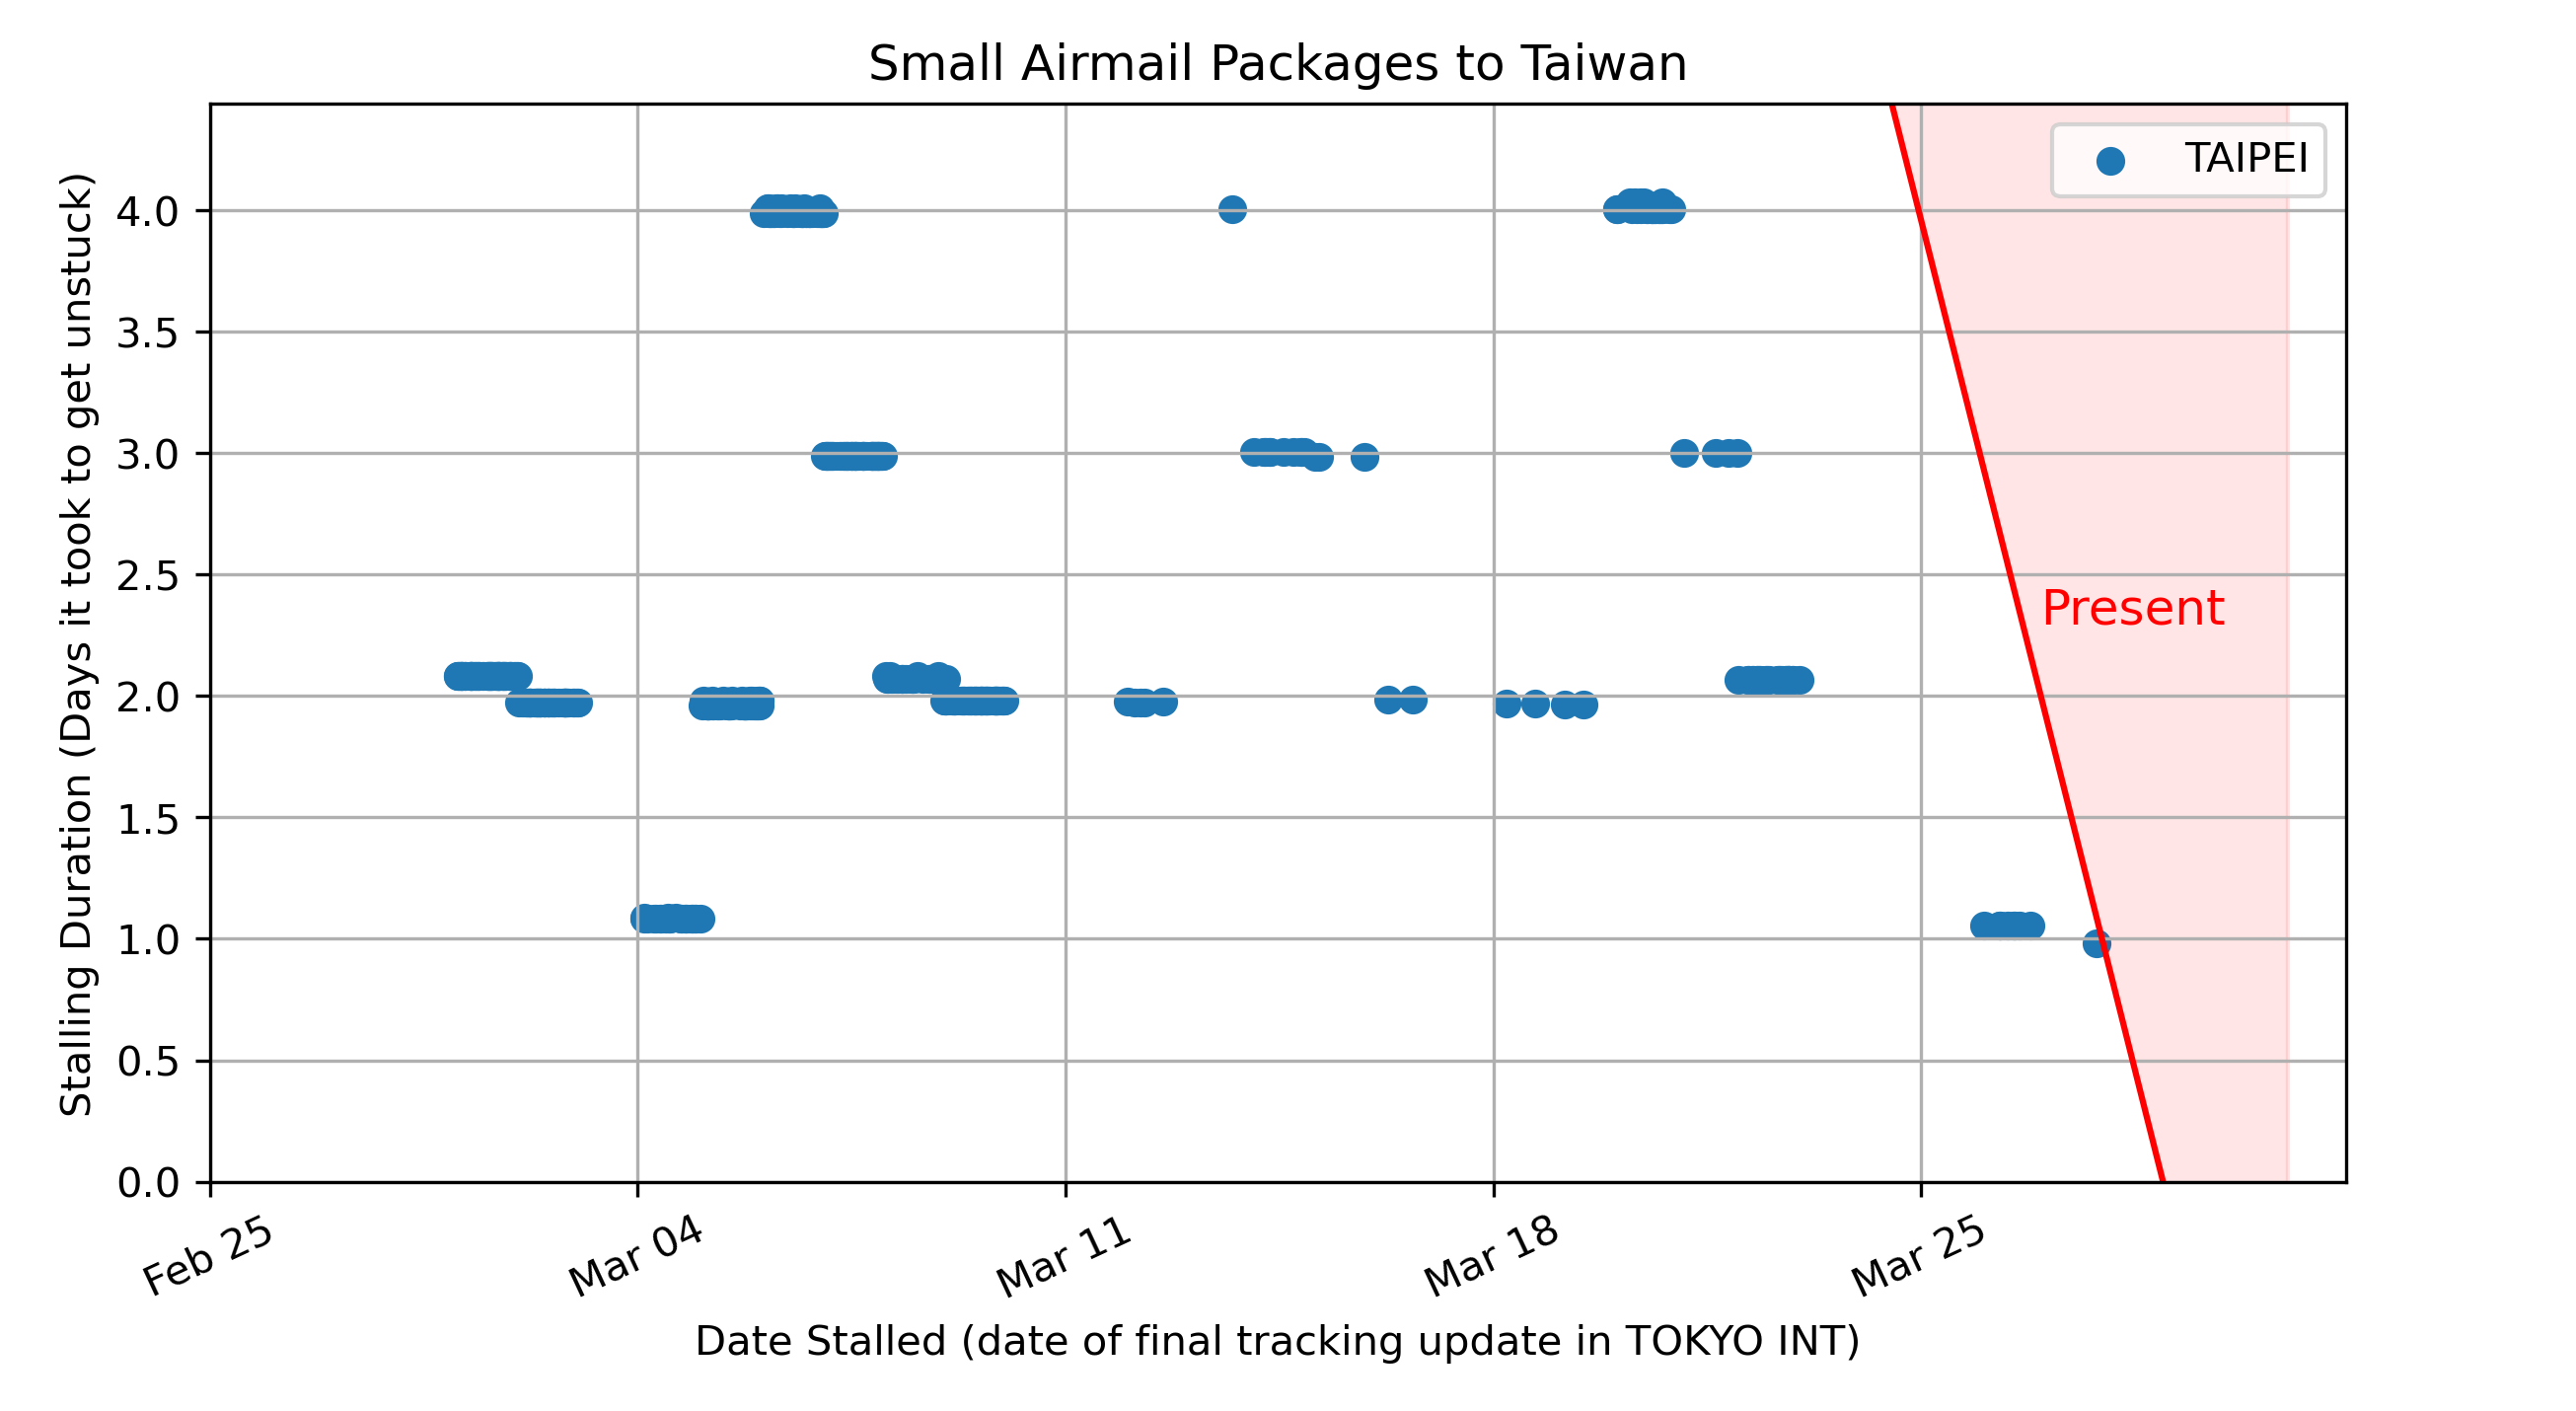 Small Airmail Packages to Taiwan
TAIPEI
Present
Stalling Duration (Days it took to get unstuck)
4.0
3.5
3.0
2.5
2.0
1.5
1.0
0.5
0.0
Feb 25
Mar 04
Mar 11
Mar 18
Mar 25
Date Stalled (date of final tracking update in TOKYO INT)